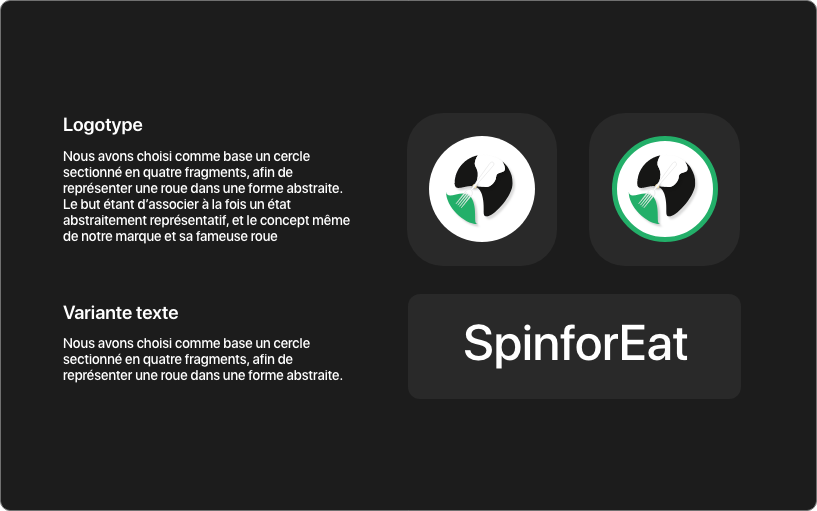 Logotype
Nous avons choisi comme base un cercle
sectionné en quatre fragments, afin de
représenter une roue dans une forme abstraite.
Le but étant d’associer à la fois un état
abstraitement représentatif, et le concept même
de notre marque et sa fameuse roue
Variante texte
Nous avons choisi comme base un cercle
sectionné en quatre fragments, afin de
représenter une roue dans une forme abstraite.
SpinforEat